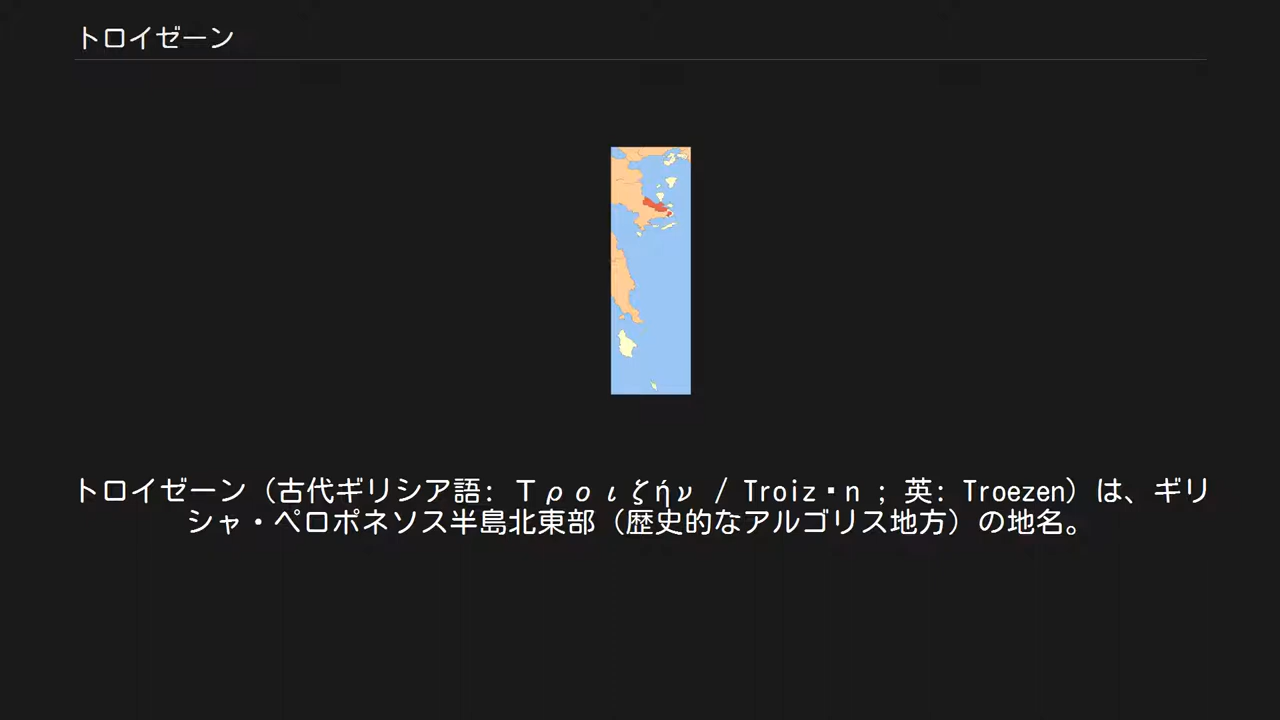 トロイゼーン
トロイゼーン（古代ギリシア語: Τροιζήν / Troiz▪n ; 英: Troezen）は、ギリ
シャ・ペロポネソス半島北東部（歴史的なアルゴリス地方）の地名。